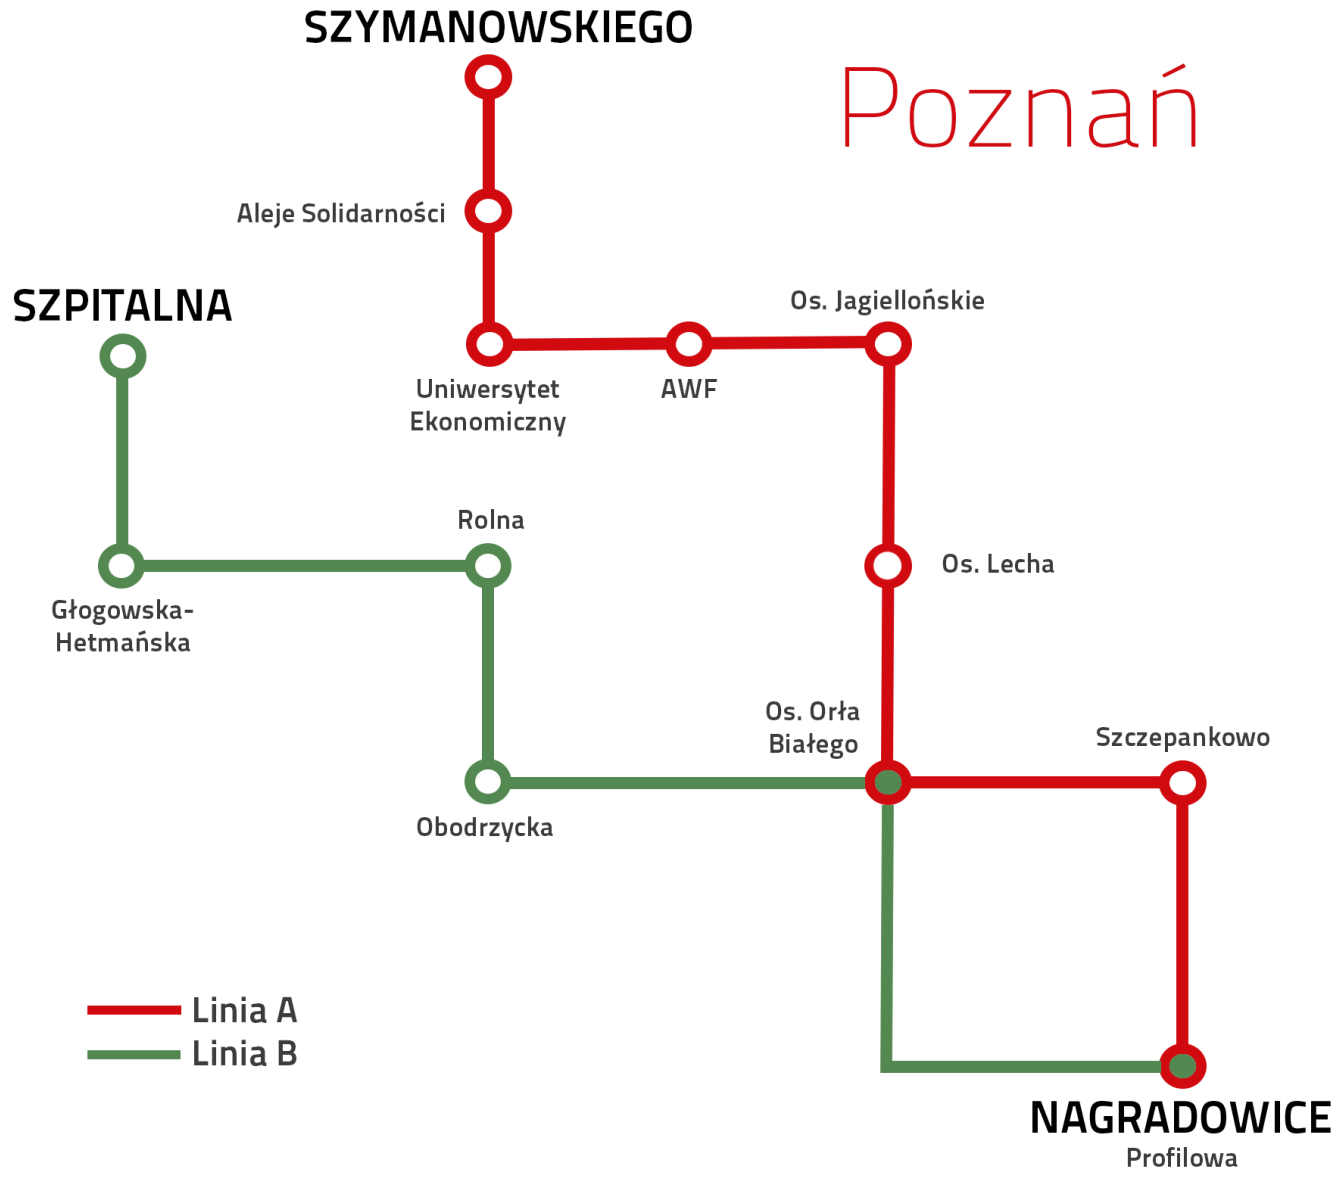 SZYMANOWSKIEGO
Poznań
Aleje Solidarności
SZPITALNA
Os. Jagiellońskie
Uniwersytet
Ekonomiczny
AWF
Rolna
Os. Lecha
Głogowska-
Hetmańska
Os. Orła
Białego
Szczepankowo
Obodrzycka
Linia A
Linia B
NAGRADOWICE
Profilowa